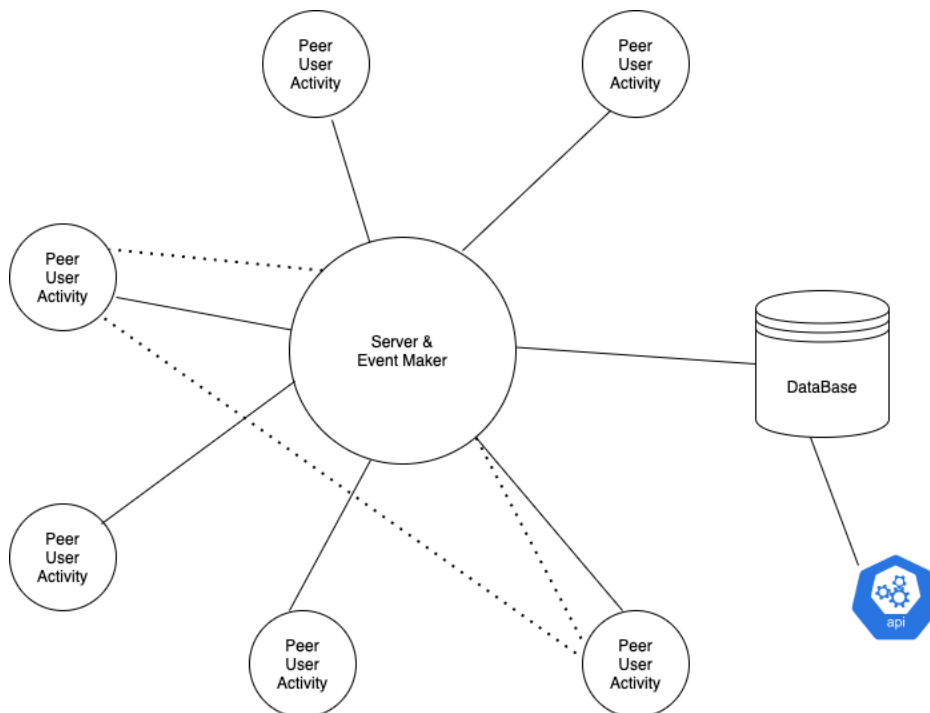 Peer
User
Activity
Peer
User
Activity
Peer
User
Activity
Server &
Event Maker
DataBase
Peer
User
Activity
api
Peer
User
Activity
Peer
User
Activity